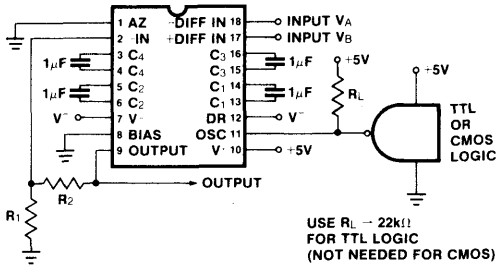 1 AZ -DIFF IN 18 INPUT VA
2 -IN +DIFF IN 17 INPUT VB
3 C4 C3 16
1µF 1µF
4 C4 C3 15
5 C2 C1 14
1µF 1µF
6 C2 C1 13
V- 7 V- DR 12 V-
8 BIAS OSC 11
9 OUTPUT V- 10 +5V
+5V
RL
+5V
TTL
OR
CMOS
LOGIC
OUTPUT
R2
R1
USE RL - 22kΩ
FOR TTL LOGIC
(NOT NEEDED FOR CMOS)